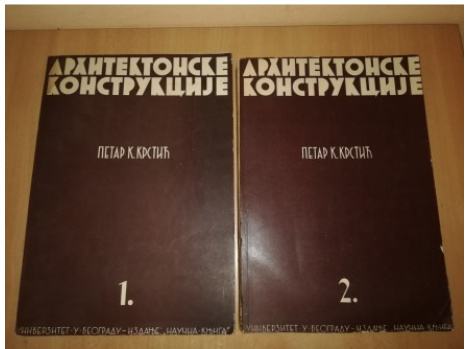 АРХИТЕКТОНСКЕ
КОНСТРУКЦИЈЕ
ПЕТАР К. КРСТИЋ
1.
УНИВЕРЗИТЕТ У БЕОГРАДУ – ИЗДАЊЕ „НАУЧНА КЊИГА“
АРХИТЕКТОНСКЕ
КОНСТРУКЦИЈЕ
ПЕТАР К. КРСТИЋ
2.
УНИВЕРЗИТЕТ У БЕОГРАДУ – ИЗДАЊЕ „НАУЧНА КЊИГА